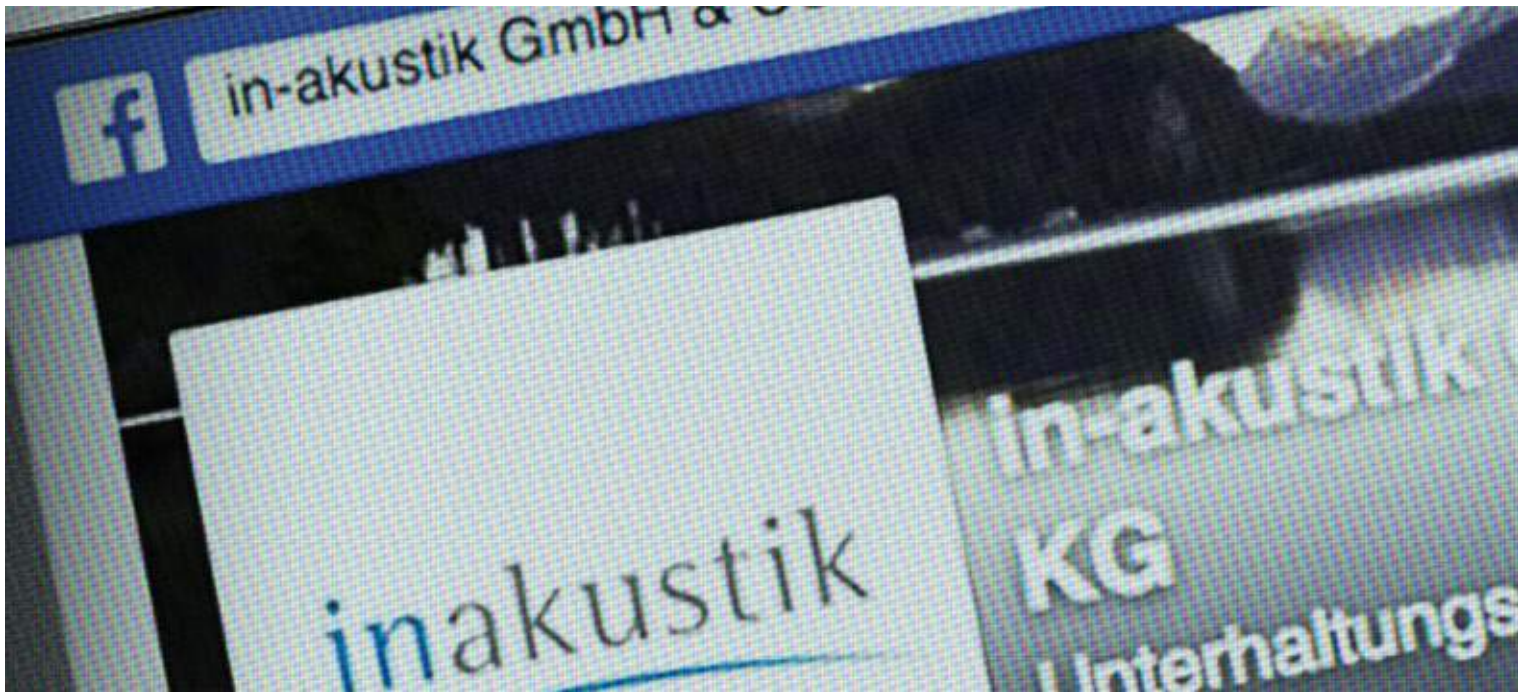 f
in-akustik GmbH &
inakustik
in-akustik
KG
Unterhaltungs